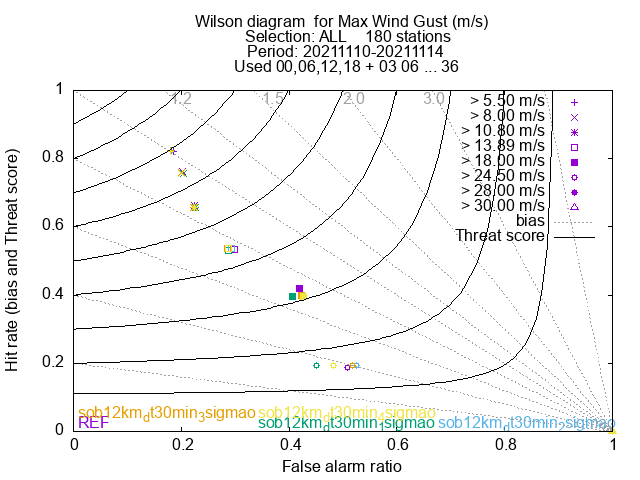 Wilson diagram  for Max Wind Gust (m/s)
Selection: ALL    180 stations
Period: 20211110-20211114
Used 00,06,12,18 + 03 06 ... 36
1
0.8
0.6
0.4
0.2
0
Hit rate (bias and Threat score)
1.2
1.5
2.0
3.0
> 5.50 m/s
> 8.00 m/s
> 10.80 m/s
> 13.89 m/s
> 18.00 m/s
> 24.50 m/s
> 28.00 m/s
> 30.00 m/s
bias
Threat score
sob12km_dt30min_3sigmao
sob12km_dt30min_4sigmao
REF
sob12km_dt30min_1sigmao
sob12km_dt30min_2sigmao
0
0.2
0.4
0.6
0.8
1
False alarm ratio